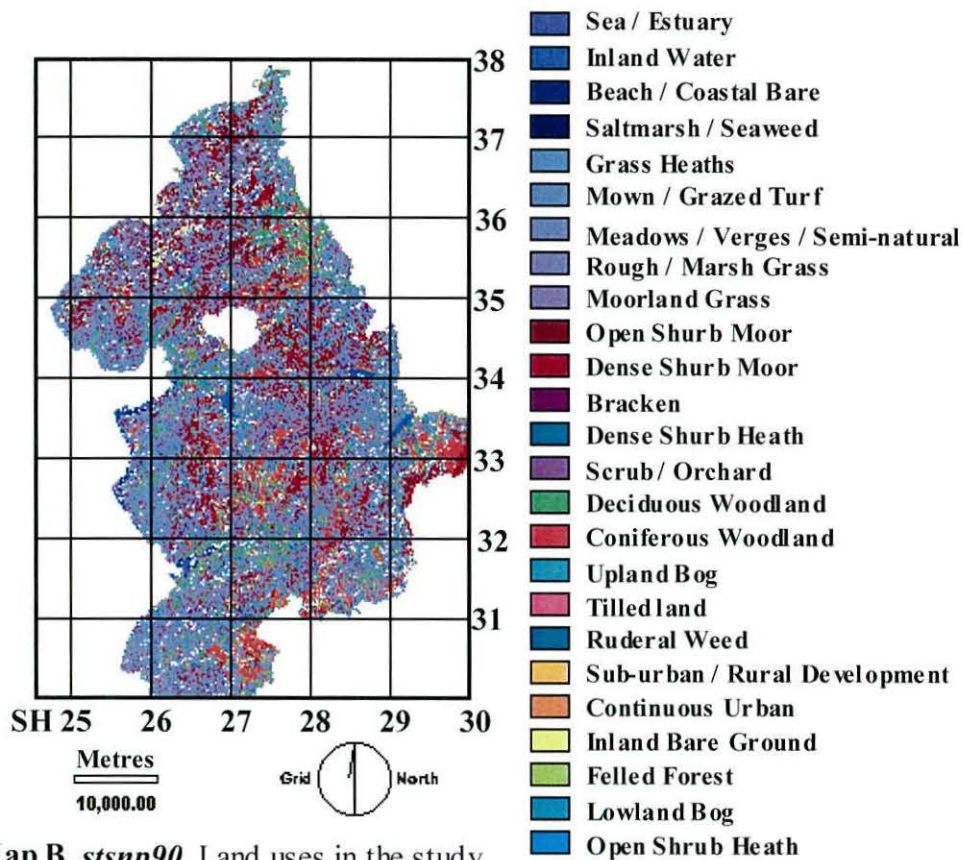 38
37
36
35
34
33
32
31
SH 25 26 27 28 29 30
Metres
10,000.00
Grid North
Sea / Estuary
Inland Water
Beach / Coastal Bare
Saltmarsh / Seaweed
Grass Heaths
Mown / Grazed Turf
Meadows / Verges / Semi-natural
Rough / Marsh Grass
Moorland Grass
Open Shurb Moor
Dense Shurb Moor
Bracken
Dense Shurb Heath
Scrub / Orchard
Deciduous Woodland
Coniferous Woodland
Upland Bog
Tilled land
Ruderal Weed
Sub-urban / Rural Development
Continuous Urban
Inland Bare Ground
Felled Forest
Lowland Bog
Open Shrub Heath
ap B. stsnp90. Land uses in the study